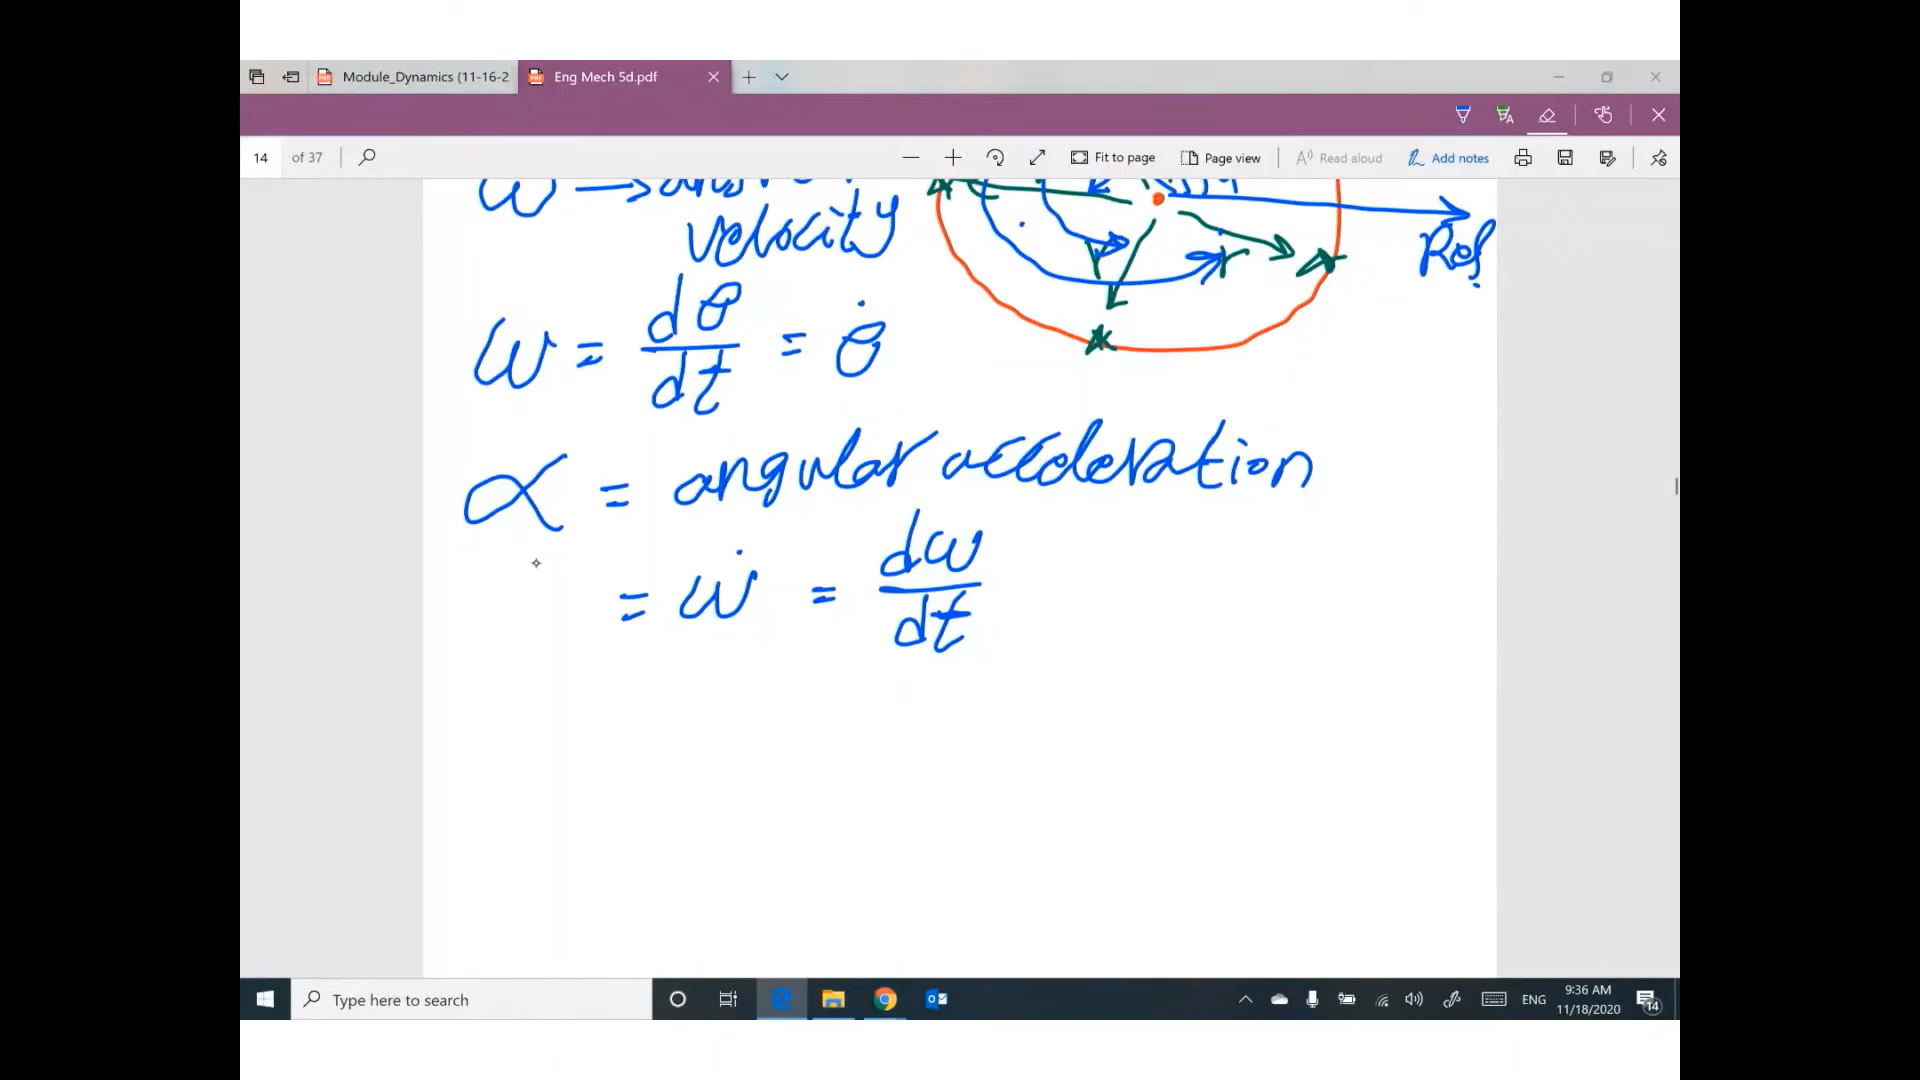 Module_Dynamics (11-16-2
Eng Mech 5d.pdf
14 of 37
Fit to page
Page view
Read aloud
Add notes
ω →
velocity
r
r
Ref.
ω = dθ/dt = θ̇
α = angular acceleration
= ω̇ = dω/dt
Type here to search
ENG
9:36 AM
11/18/2020
14